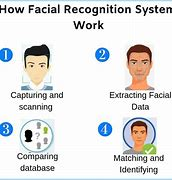 How Facial Recognition System
Work
1
Capturing and
scanning
2
Extracting Facial
Data
3
Comparing
database
4
Matching and
Identifying